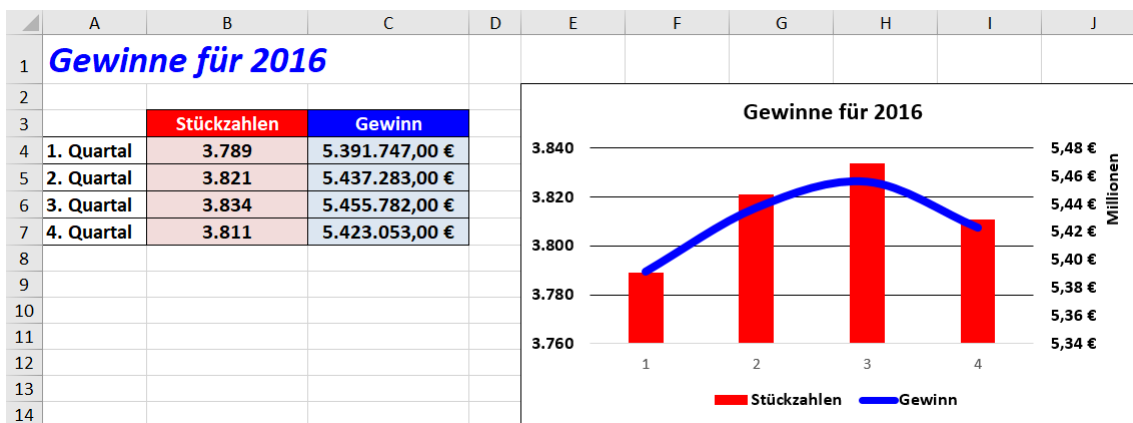 A B C D E F G H I J
1 Gewinne für 2016
2
3 Stückzahlen Gewinn
4 1. Quartal 3.789 5.391.747,00 €
5 2. Quartal 3.821 5.437.283,00 €
6 3. Quartal 3.834 5.455.782,00 €
7 4. Quartal 3.811 5.423.053,00 €
8
9
10
11
12
13
14
Gewinne für 2016
3.840
3.820
3.800
3.780
3.760
5,48 €
5,46 €
5,44 €
5,42 €
5,40 €
5,38 €
5,36 €
5,34 €
Millionen
1 2 3 4
Stückzahlen Gewinn